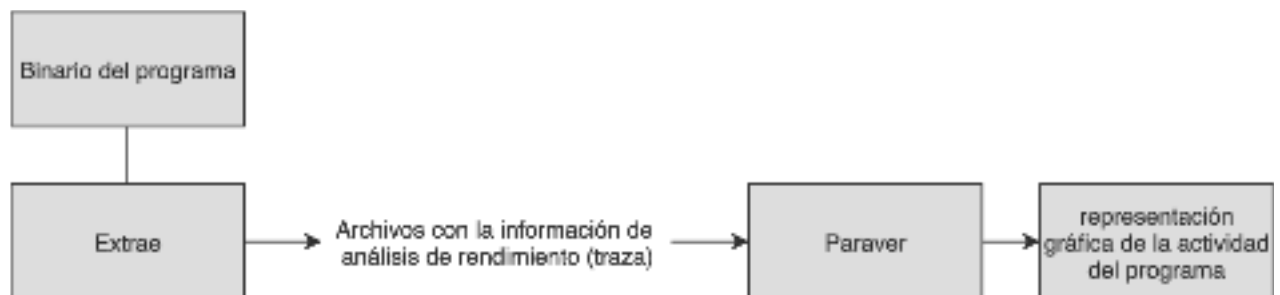 Binario del programa
Extrae
Archivos con la información de
análisis de rendimiento (traza)
Paraver
representación
gráfica de la actividad
del programa